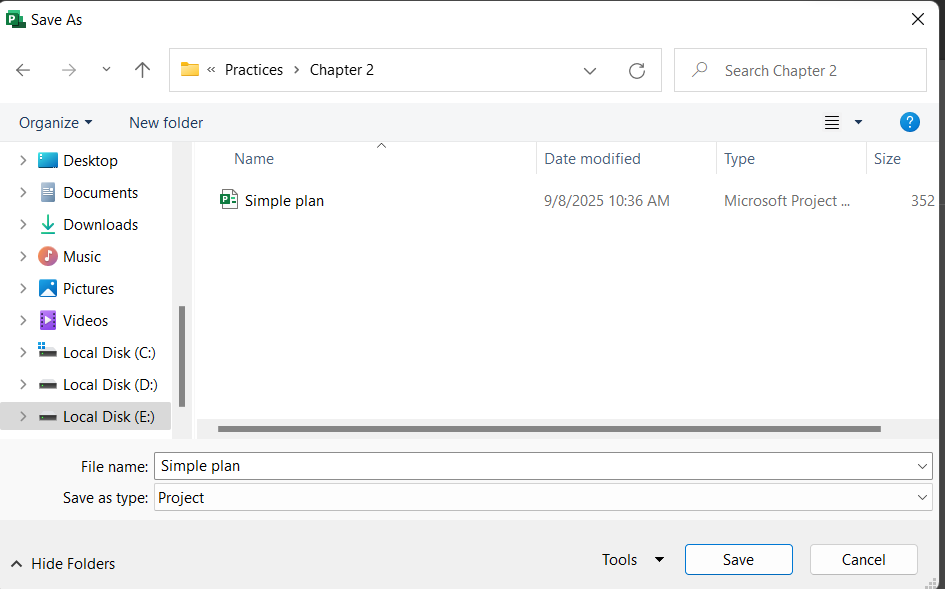 Save As
« Practices > Chapter 2
Search Chapter 2
Organize
New folder
?
Name
Date modified
Type
Size
Simple plan
9/8/2025 10:36 AM
Microsoft Project ...
352
Desktop
Documents
Downloads
Music
Pictures
Videos
Local Disk (C:)
Local Disk (D:)
Local Disk (E:)
File name: Simple plan
Save as type: Project
Hide Folders
Tools
Save
Cancel